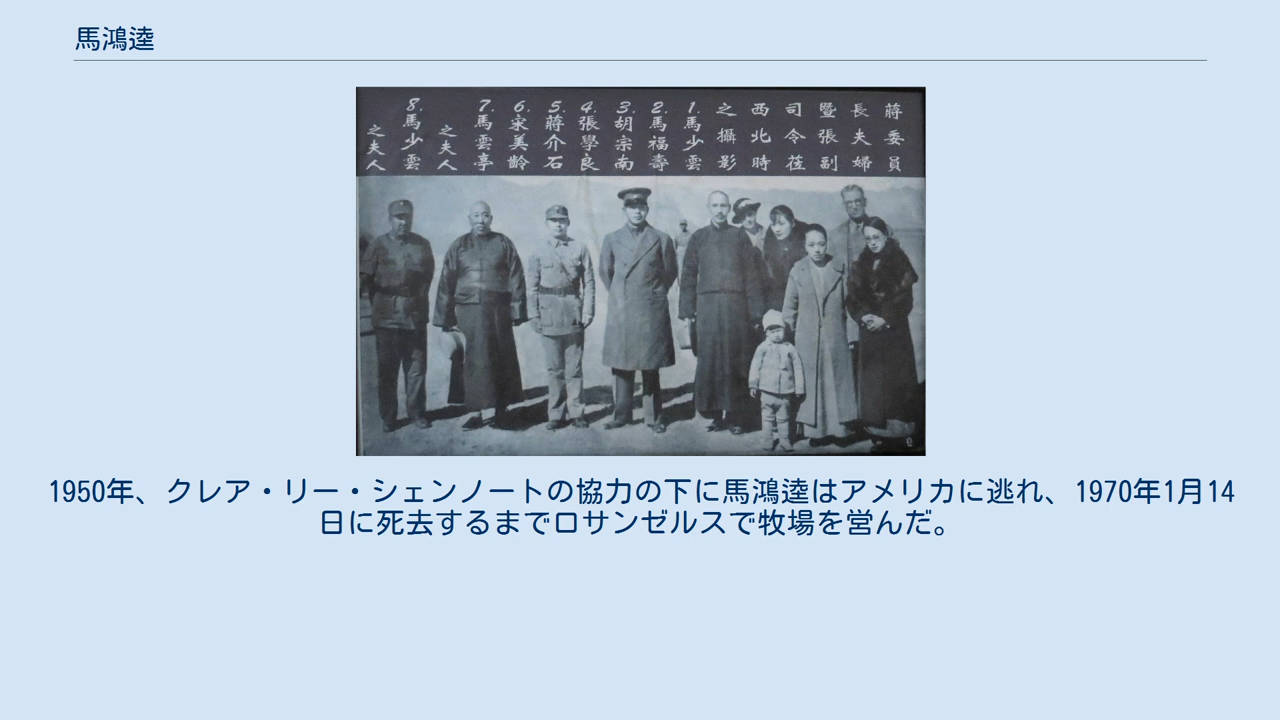 馬鴻逵
蔣委員
長夫婦
暨張副
司令蒞
西北時
之攝影
1.馬少雲
2.馬福壽
3.胡宗南
4.張學良
5.蔣介石
6.宋美齡
7.馬雲亭
之夫人
8.馬少雲
之夫人
1950年、クレア・リー・シェンノートの協力の下に馬鴻逵はアメリカに逃れ、1970年1月14
日に死去するまでロサンゼルスで牧場を営んだ。